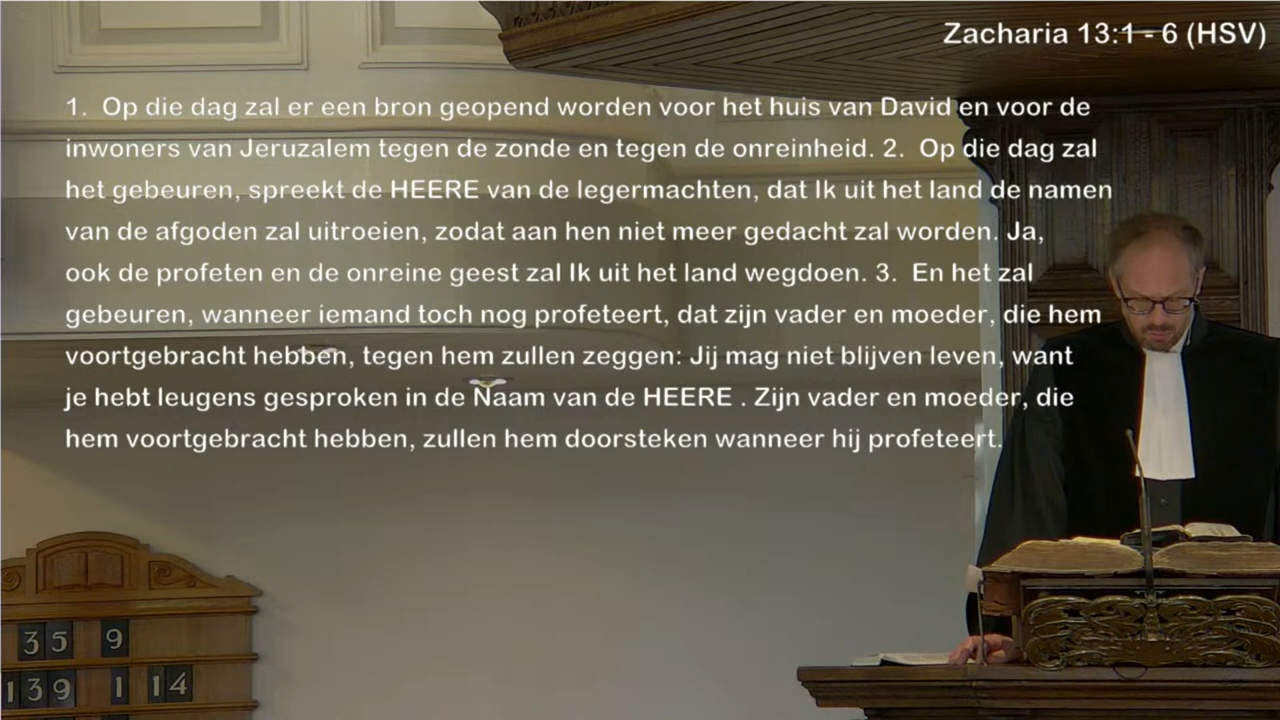 Zacharia 13:1 - 6 (HSV)
1. Op die dag zal er een bron geopend worden voor het huis van David en voor de
inwoners van Jeruzalem tegen de zonde en tegen de onreinheid. 2. Op die dag zal
het gebeuren, spreekt de HEERE van de legermachten, dat Ik uit het land de namen
van de afgoden zal uitroeien, zodat aan hen niet meer gedacht zal worden. Ja,
ook de profeten en de onreine geest zal Ik uit het land wegdoen. 3. En het zal
gebeuren, wanneer iemand toch nog profeteert, dat zijn vader en moeder, die hem
voortgebracht hebben, tegen hem zullen zeggen: Jij mag niet blijven leven, want
je hebt leugens gesproken in de Naam van de HEERE . Zijn vader en moeder, die
hem voortgebracht hebben, zullen hem doorsteken wanneer hij profeteert.
35 9
139 1 14